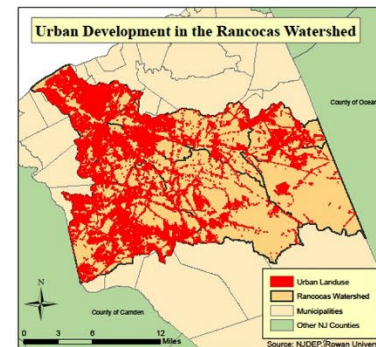 Urban Development in the Rancocas Watershed
County of Ocean
Urban Landuse
Rancocas Watershed
Municipalities
Other NJ Counties
N
County of Camden
0 3 6 12
Miles
Source: NJDEP, Rowan Univers